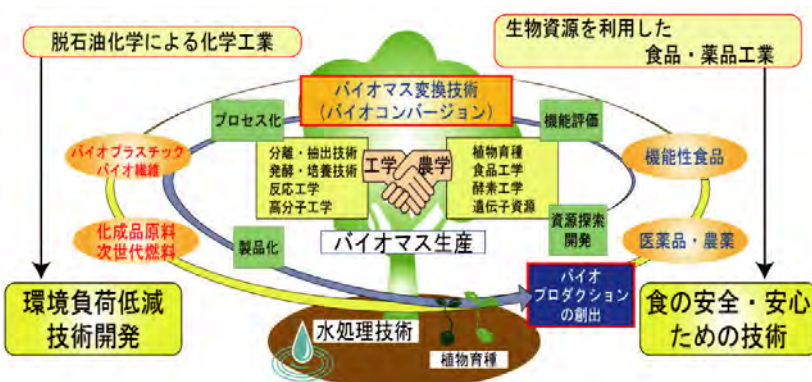 脱石油化学による化学工業
生物資源を利用した
食品・薬品工業
バイオマス変換技術
(バイオコンバージョン)
プロセス化
機能評価
バイオプラスチック
バイオ繊維
分離・抽出技術
発酵・培養技術
反応工学
高分子工学
工学
農学
植物育種
食品工学
酵素工学
遺伝子資源
機能性食品
化成品原料
次世代燃料
製品化
バイオマス生産
資源探索
開発
医薬品・農薬
環境負荷低減
技術開発
バイオ
プロダクション
の創出
食の安全・安心
ための技術
水処理技術
植物育種